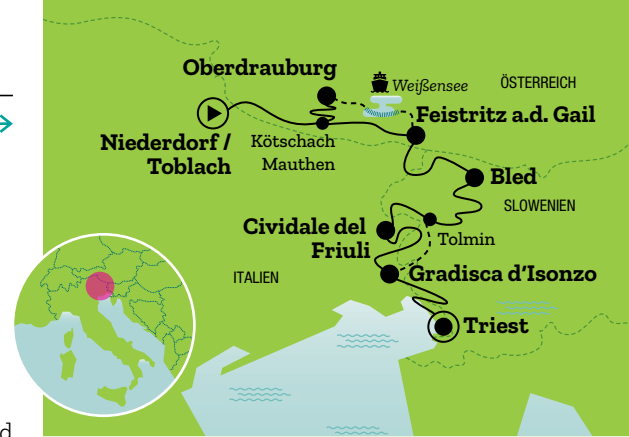 Oberdrauburg
Weißensee
ÖSTERREICH
Feistritz a.d. Gail
Niederdorf /
Toblach
Kötschach
Mauthen
Bled
SLOWENIEN
Cividale del
Friuli
Tolmin
ITALIEN
Gradisca d’Isonzo
Triest
d